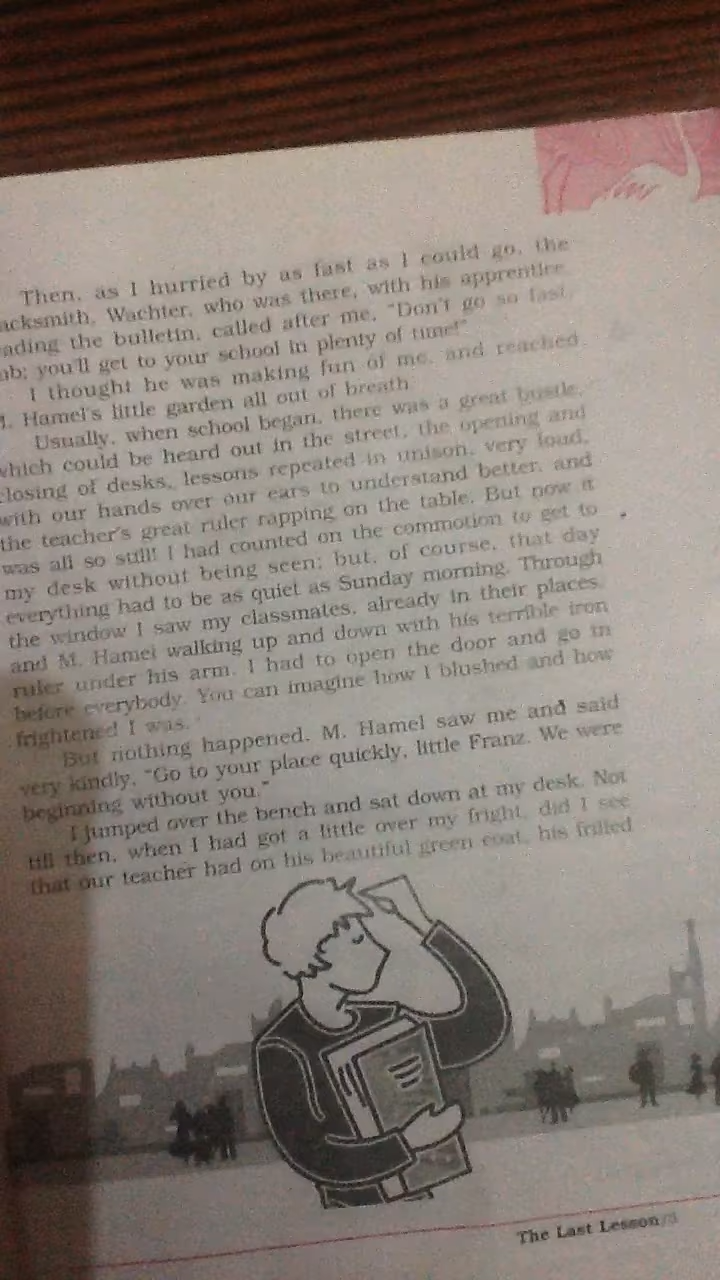 Then, as I hurried by as fast as I could go, the
acksmith, Wachter, who was there, with his apprentice,
ading the bulletin, called after me, "Don't go so fast,
ub; you'll get to your school in plenty of time!"
I thought he was making fun of me, and reached
M. Hamel's little garden all out of breath.
Usually, when school began, there was a great bustle,
which could be heard out in the street, the opening and
closing of desks, lessons repeated in unison, very loud,
with our hands over our ears to understand better, and
the teacher's great ruler rapping on the table. But now it
was all so still! I had counted on the commotion to get to
my desk without being seen; but, of course, that day
everything had to be as quiet as Sunday morning. Through
the window I saw my classmates, already in their places,
and M. Hamel walking up and down with his terrible iron
ruler under his arm. I had to open the door and go in
before everybody. You can imagine how I blushed and how
frightened I was.
But nothing happened. M. Hamel saw me and said
very kindly, "Go to your place quickly, little Franz. We were
beginning without you."
I jumped over the bench and sat down at my desk. Not
till then, when I had got a little over my fright, did I see
that our teacher had on his beautiful green coat, his frilled
The Last Lesson/3